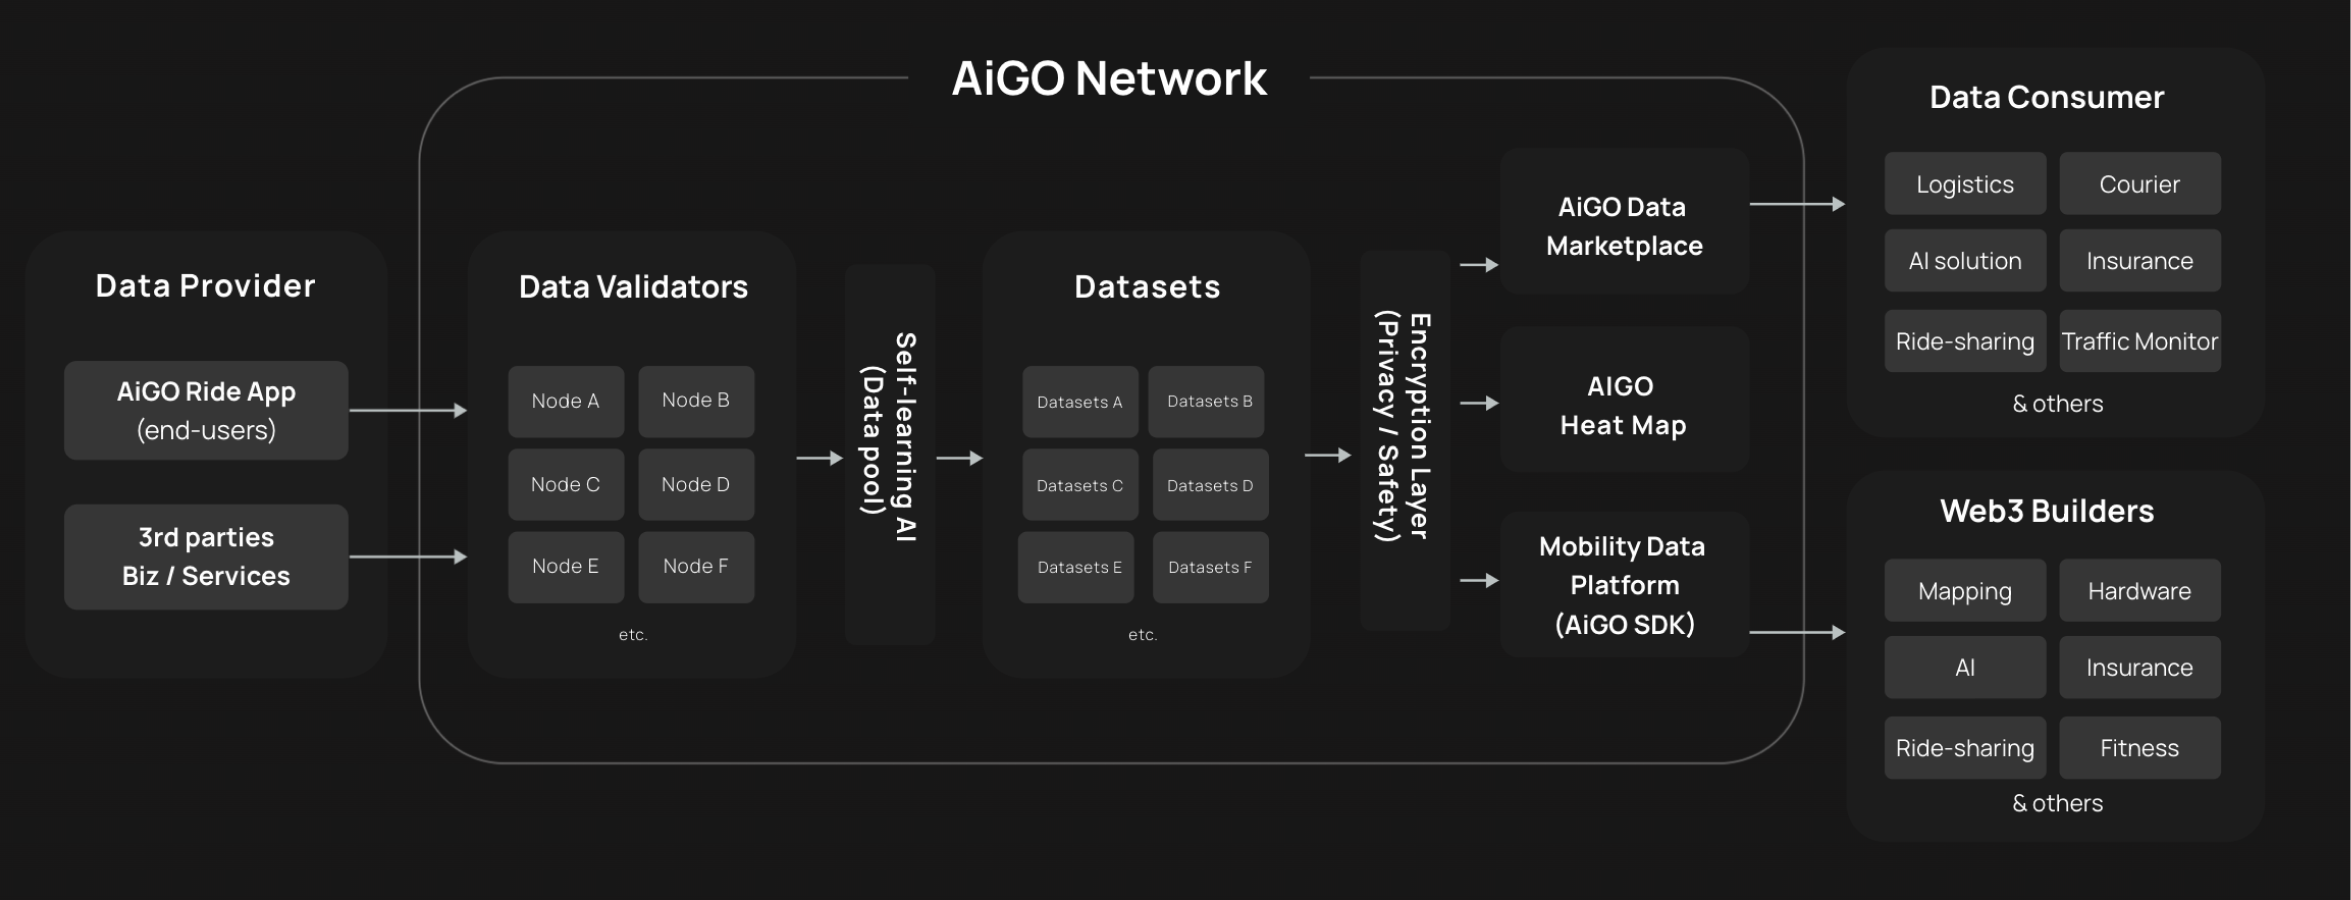 AiGO Network
Data Provider
AiGO Ride App
(end-users)
3rd parties
Biz / Services
Data Validators
Node A
Node B
Node C
Node D
Node E
Node F
etc.
Self-learning AI
(Data pool)
Datasets
Datasets A
Datasets B
Datasets C
Datasets D
Datasets E
Datasets F
etc.
Encryption Layer
(Privacy / Safety)
AiGO Data
Marketplace
AIGO
Heat Map
Mobility Data
Platform
(AiGO SDK)
Data Consumer
Logistics
Courier
AI solution
Insurance
Ride-sharing
Traffic Monitor
& others
Web3 Builders
Mapping
Hardware
AI
Insurance
Ride-sharing
Fitness
& others